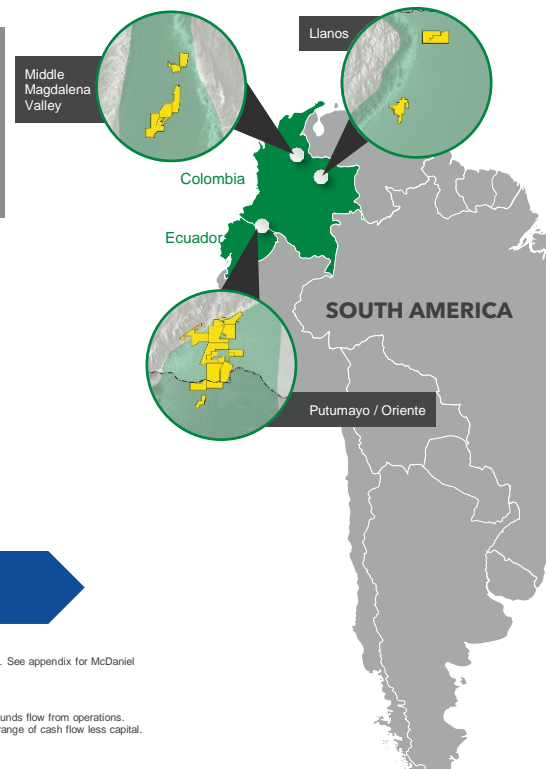 Llanos
Middle
Magdalena
Valley
Colombia
Ecuador
SOUTH AMERICA
Putumayo / Oriente
. See appendix for McDaniel
unds flow from operations.
range of cash flow less capital.